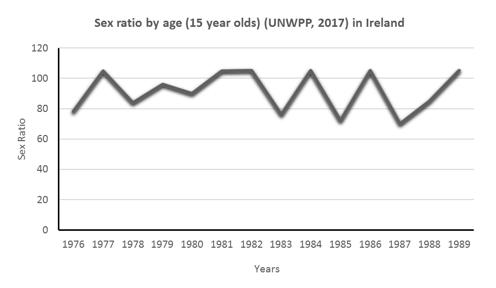 Sex ratio by age (15 year olds) (UNWPP, 2017) in Ireland
120
100
80
60
40
20
0
Sex Ratio
1976 1977 1978 1979 1980 1981 1982 1983 1984 1985 1986 1987 1988 1989
Years